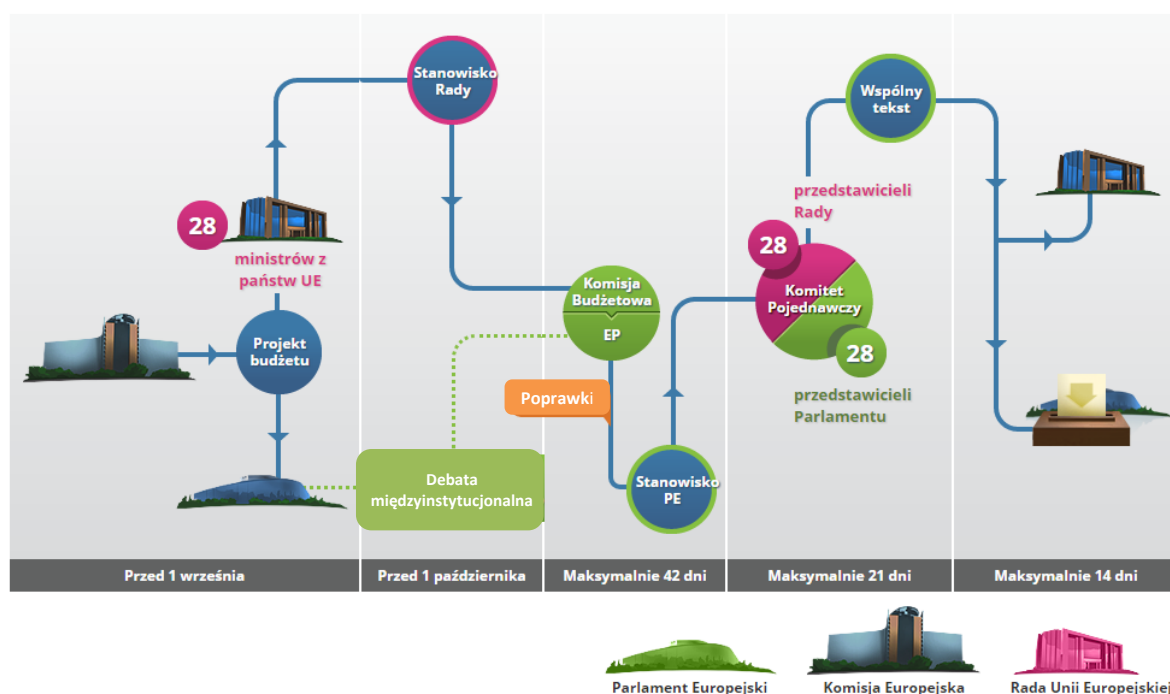 Stanowisko
Rady
28
ministrów z
państw UE
Projekt
budżetu
Debata
międzyinstytucjonalna
Komisja
Budżetowa
EP
Poprawki
Stanowisko
PE
Wspólny
tekst
przedstawicieli
Rady
28
Komitet
Pojednawczy
28
przedstawicieli
Parlamentu
Przed 1 września
Przed 1 października
Maksymalnie 42 dni
Maksymalnie 21 dni
Maksymalnie 14 dni
Parlament Europejski
Komisja Europejska
Rada Unii Europejskiej